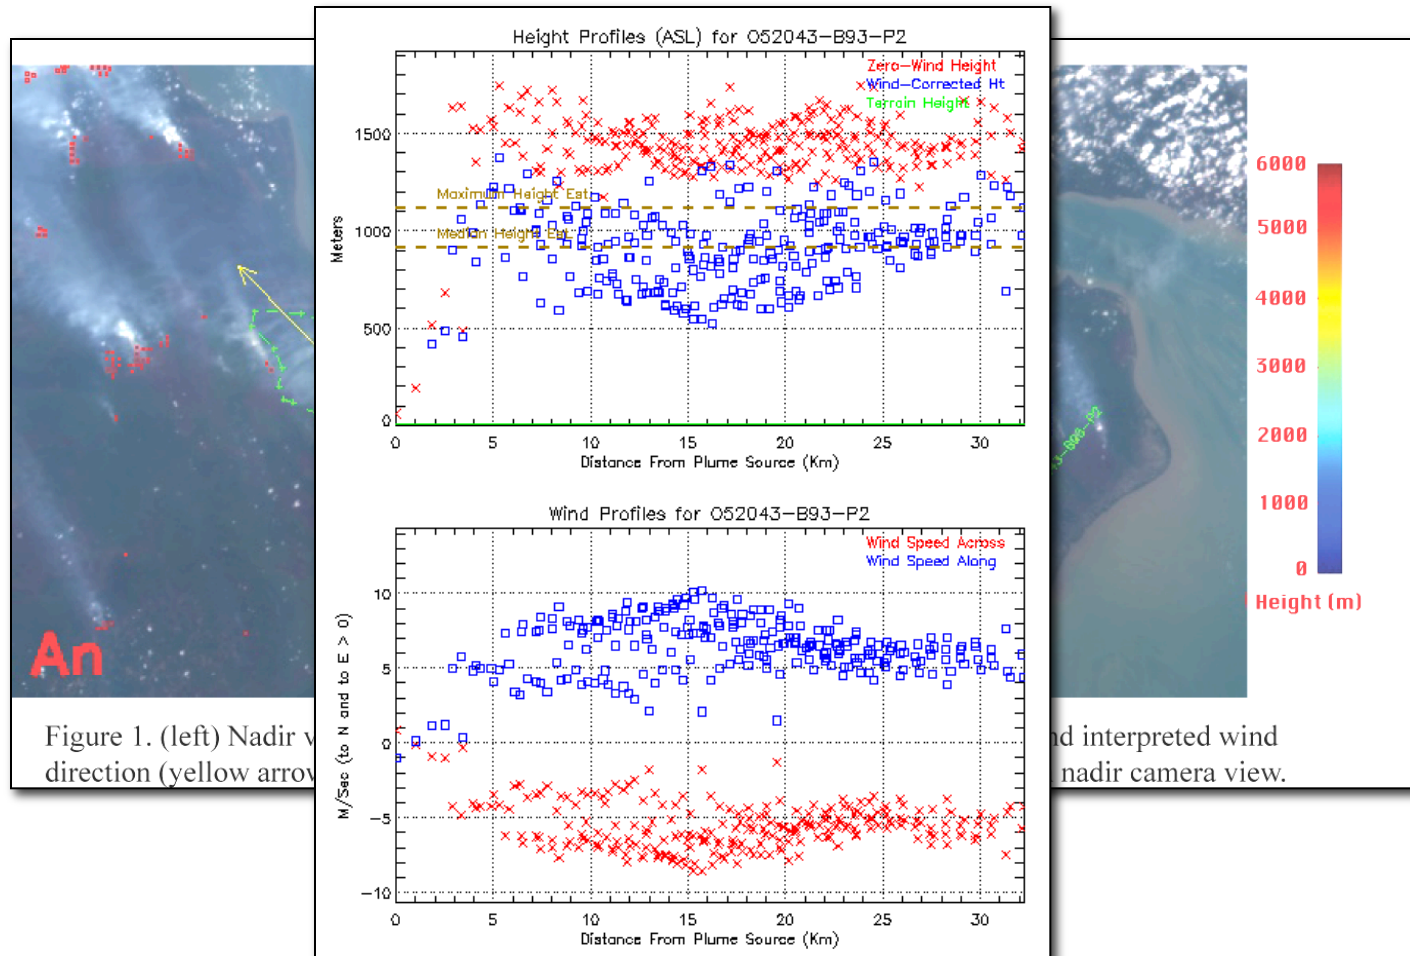 Height Profiles (ASL) for O52043-B93-P2
Zero-Wind Height
Wind-Corrected Ht
Terrain Height
1500
1000
500
0
Maximum Height Est.
Median Height Est.
Meters
0 5 10 15 20 25 30
Distance From Plume Source (Km)
Wind Profiles for O52043-B93-P2
Wind Speed Across
Wind Speed Along
10
5
0
-5
-10
M/Sec (to N and to E > 0)
0 5 10 15 20 25 30
Distance From Plume Source (Km)
An
Figure 1. (left) Nadir
direction (yellow
interpreted wind
nadir camera view.
6000
5000
4000
3000
2000
1000
0
Height (m)